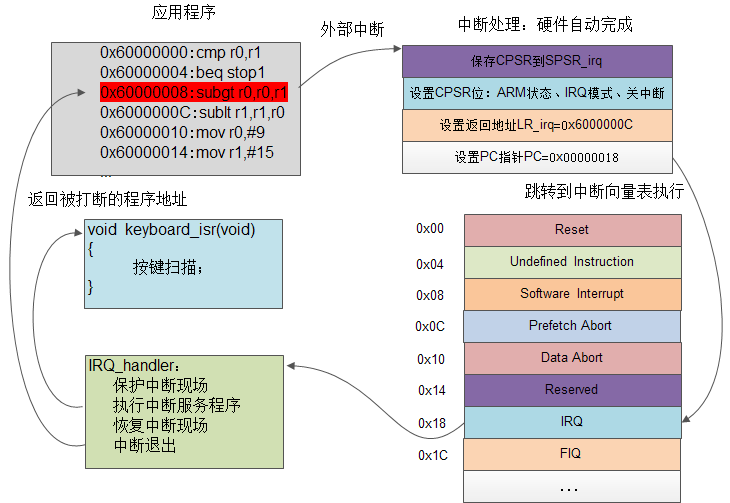 应用程序
0x60000000:cmp r0,r1
0x60000004:beq stop1
0x60000008:subgt r0,r0,r1
0x6000000C:sublt r1,r1,r0
0x60000010:mov r0,#9
0x60000014:mov r1,#15
...
外部中断
中断处理：硬件自动完成
保存CPSR到SPSR_irq
设置CPSR位：ARM状态、IRQ模式、关中断
设置返回地址LR_irq=0x6000000C
设置PC指针PC=0x00000018
跳转到中断向量表执行
返回被打断的程序地址
void keyboard_isr(void)
{
按键扫描；
}
IRQ_handler：
保护中断现场
执行中断服务程序
恢复中断现场
中断退出
0x00 Reset
0x04 Undefined Instruction
0x08 Software Interrupt
0x0C Prefetch Abort
0x10 Data Abort
0x14 Reserved
0x18 IRQ
0x1C FIQ
...